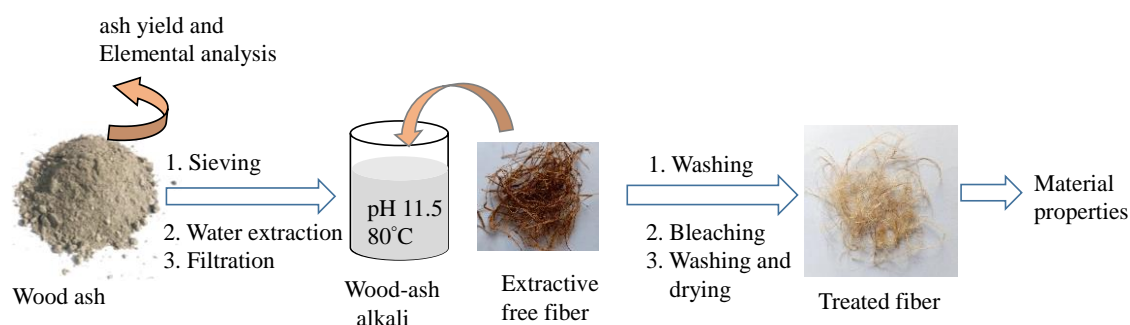 ash yield and
Elemental analysis
1. Sieving
2. Water extraction
3. Filtration
Wood ash
pH 11.5
80°C
Wood-ash
alkali
Extractive
free fiber
1. Washing
2. Bleaching
3. Washing and
drying
Treated fiber
Material
properties